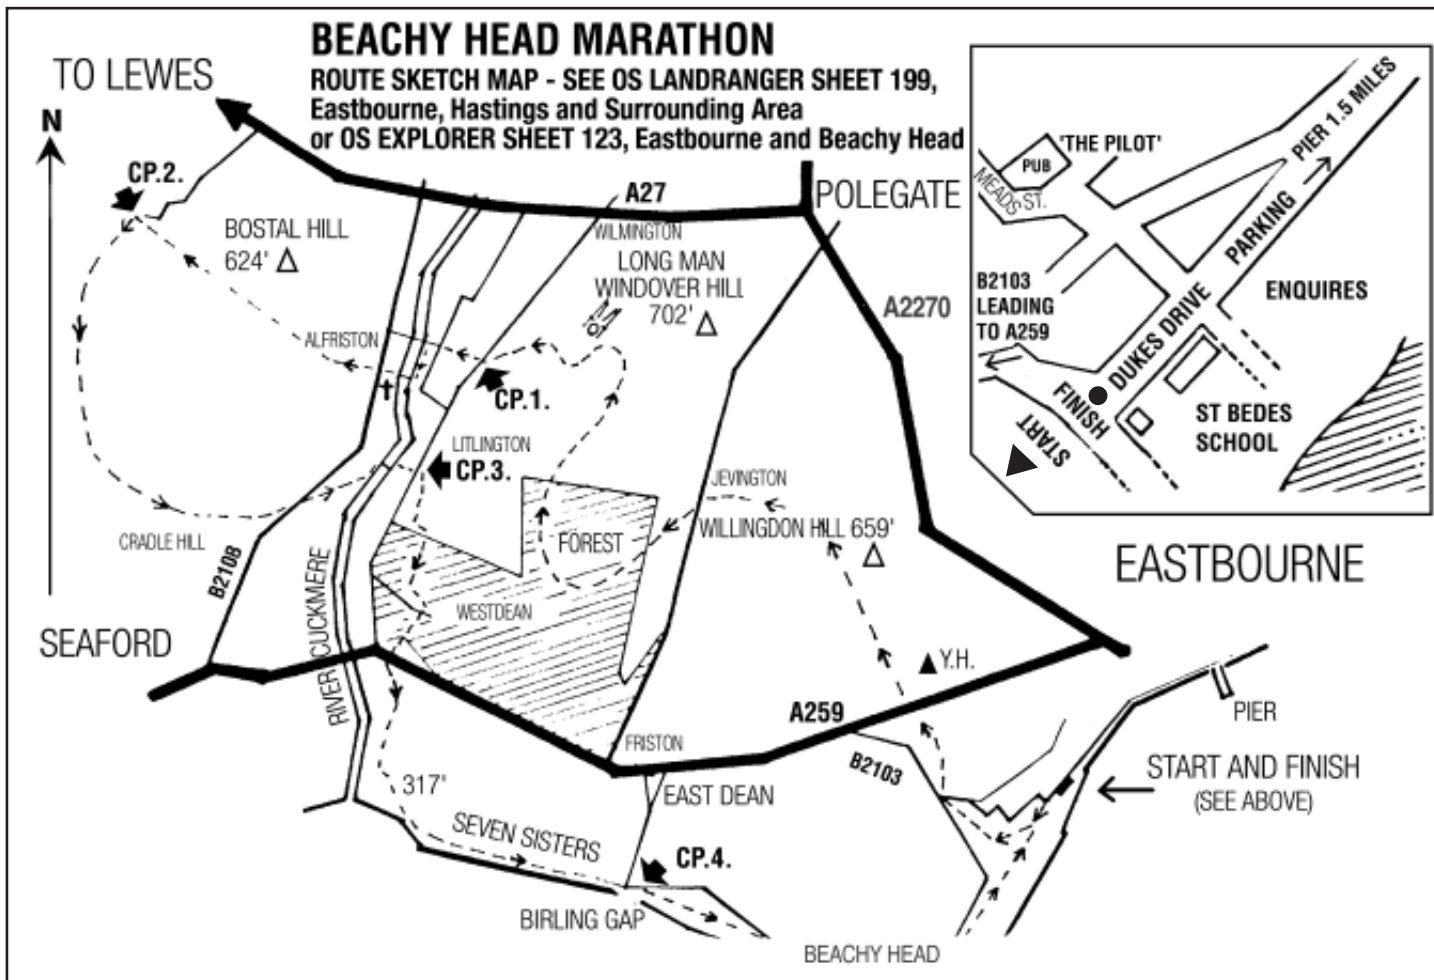 BEACHY HEAD MARATHON
ROUTE SKETCH MAP - SEE OS LANDRANGER SHEET 199,
Eastbourne, Hastings and Surrounding Area
or OS EXPLORER SHEET 123, Eastbourne and Beachy Head
TO LEWES
N
CP.2.
BOSTAL HILL
624'
A27
POLEGATE
WILMINGTON
LONG MAN
WINDOVER HILL
702'
A2270
ALFRISTON
CP.1.
LITLINGTON
CP.3.
JEVINGTON
WILLINGDON HILL 659'
FOREST
CRADLE HILL
B2108
RIVER CUCKMERE
WESTDEAN
SEAFORD
EASTBOURNE
Y.H.
A259
FRISTON
B2103
PIER
317'
EAST DEAN
START AND FINISH
(SEE ABOVE)
SEVEN SISTERS
CP.4.
BIRLING GAP
BEACHY HEAD
PIER 1.5 MILES
'THE PILOT'
PUB
MEADS ST.
PARKING
B2103
LEADING
TO A259
ENQUIRES
DUKES DRIVE
FINISH
START
ST BEDES
SCHOOL